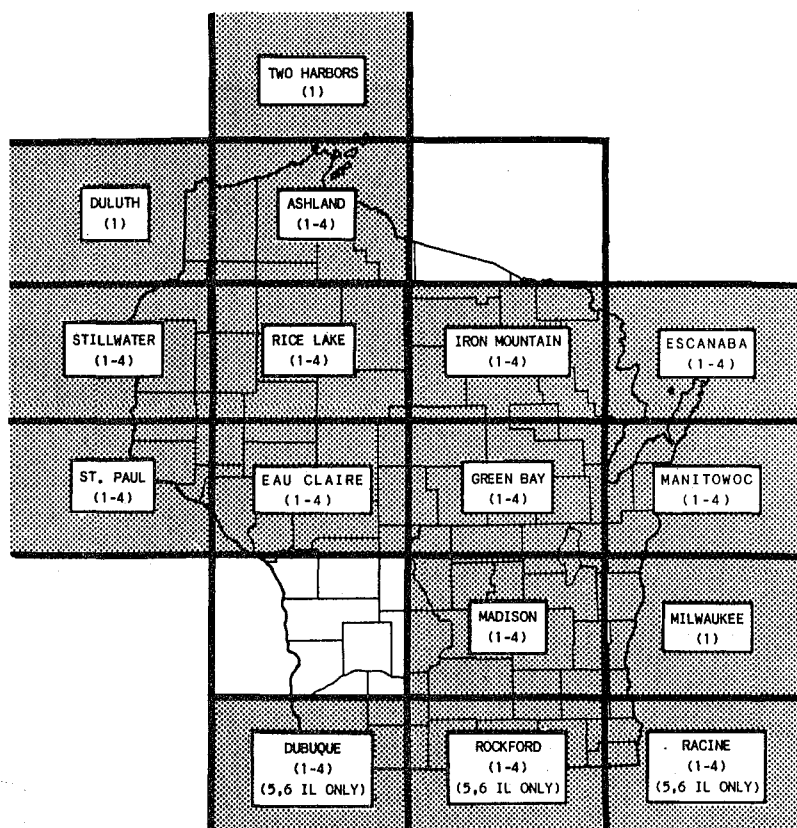 TWO HARBORS
(1)
DULUTH
(1)
ASHLAND
(1-4)
STILLWATER
(1-4)
RICE LAKE
(1-4)
IRON MOUNTAIN
(1-4)
ESCANABA
(1-4)
ST. PAUL
(1-4)
EAU CLAIRE
(1-4)
GREEN BAY
(1-4)
MANITOWOC
(1-4)
MADISON
(1-4)
MILWAUKEE
(1)
DUBUQUE
(1-4)
(5,6 IL ONLY)
ROCKFORD
(1-4)
(5,6 IL ONLY)
RACINE
(1-4)
(5,6 IL ONLY)